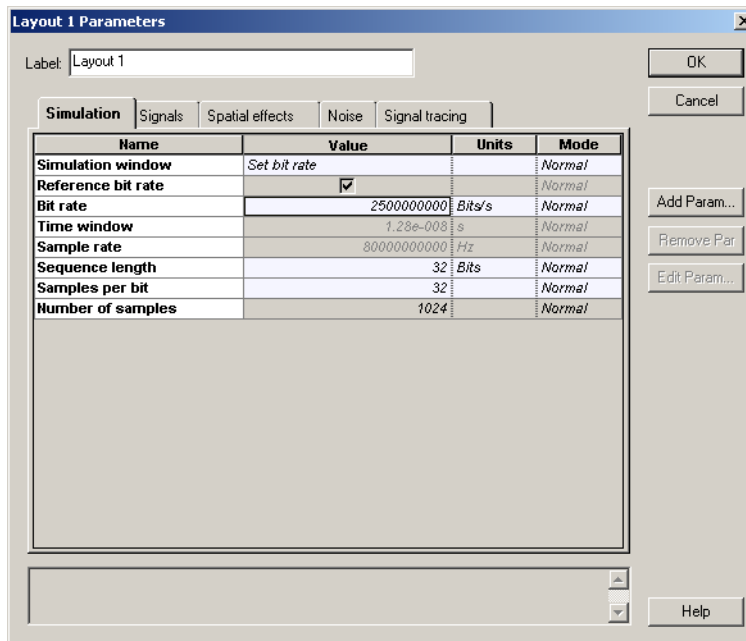 Layout 1 Parameters
Label: Layout 1
OK
Cancel
Simulation Signals Spatial effects Noise Signal tracing
Name Value Units Mode
Simulation window Set bit rate Normal
Reference bit rate Normal
Bit rate 2500000000 Bits/s Normal
Time window 1.28e-008 s Normal
Sample rate 80000000000 Hz Normal
Sequence length 32 Bits Normal
Samples per bit 32 Normal
Number of samples 1024 Normal
Add Param...
Remove Par
Edit Param...
Help